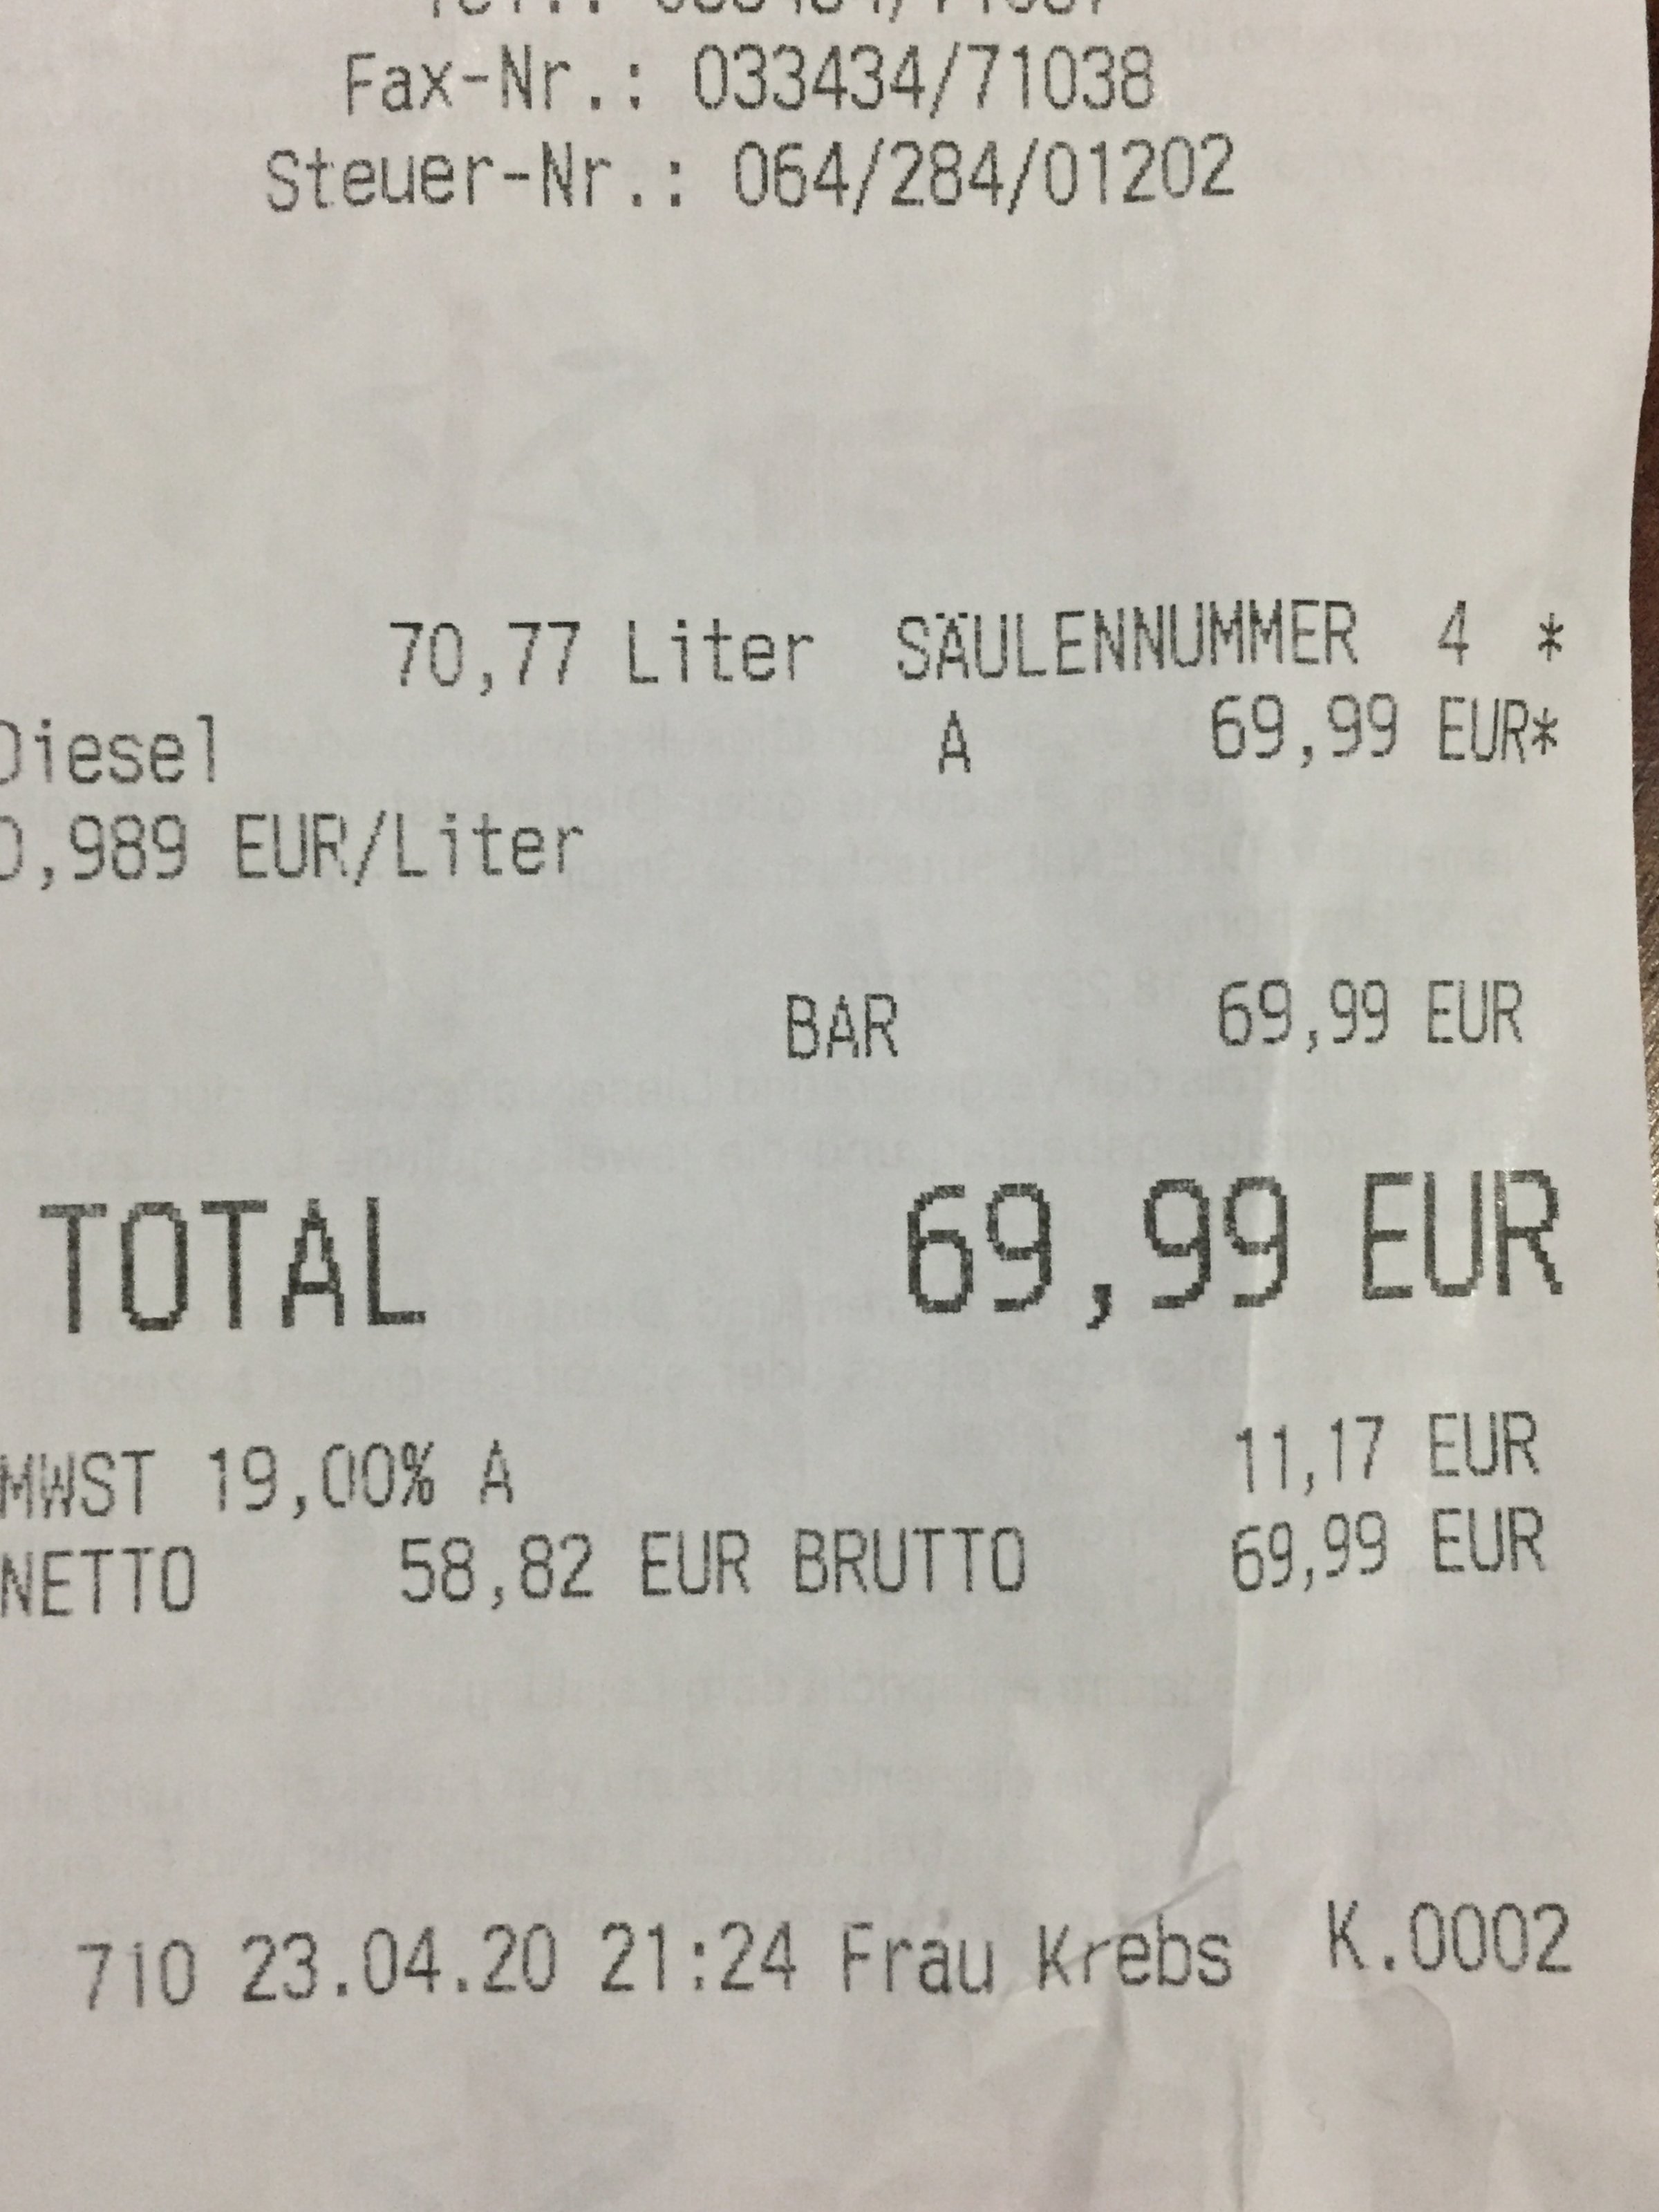 Fax-Nr.: 033434/71038
Steuer-Nr.: 064/284/01202
70,77 Liter SÄULENNUMMER 4 *
Diesel A 69,99 EUR*
0,989 EUR/Liter
BAR 69,99 EUR
TOTAL 69,99 EUR
MWST 19,00% A 11,17 EUR
NETTO 58,82 EUR BRUTTO 69,99 EUR
710 23.04.20 21:24 Frau Krebs K.0002